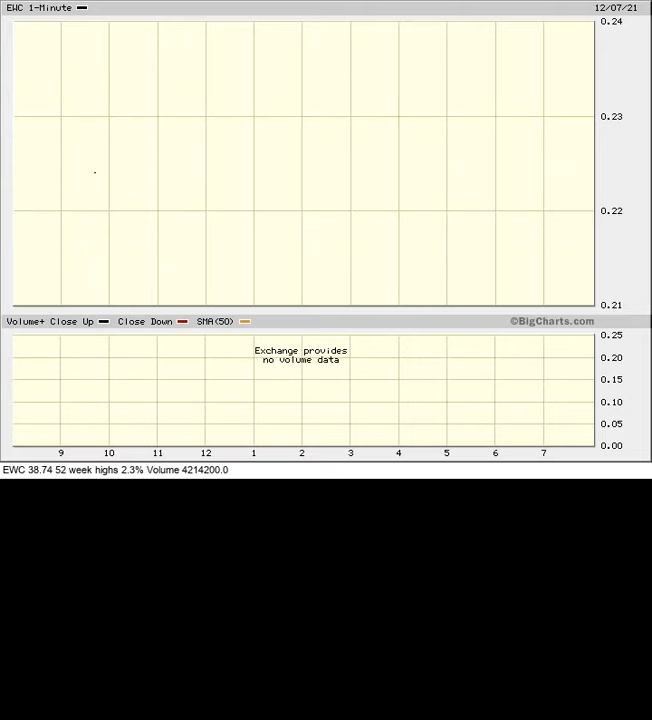 EWC 1-Minute 12/07/21
0.24
0.23
0.22
0.21
Volume+ Close Up Close Down SMA(50) ©BigCharts.com
0.25
Exchange provides
no volume data
0.20
0.15
0.10
0.05
0.00
9 10 11 12 1 2 3 4 5 6 7
EWC 38.74 52 week highs 2.3% Volume 4214200.0